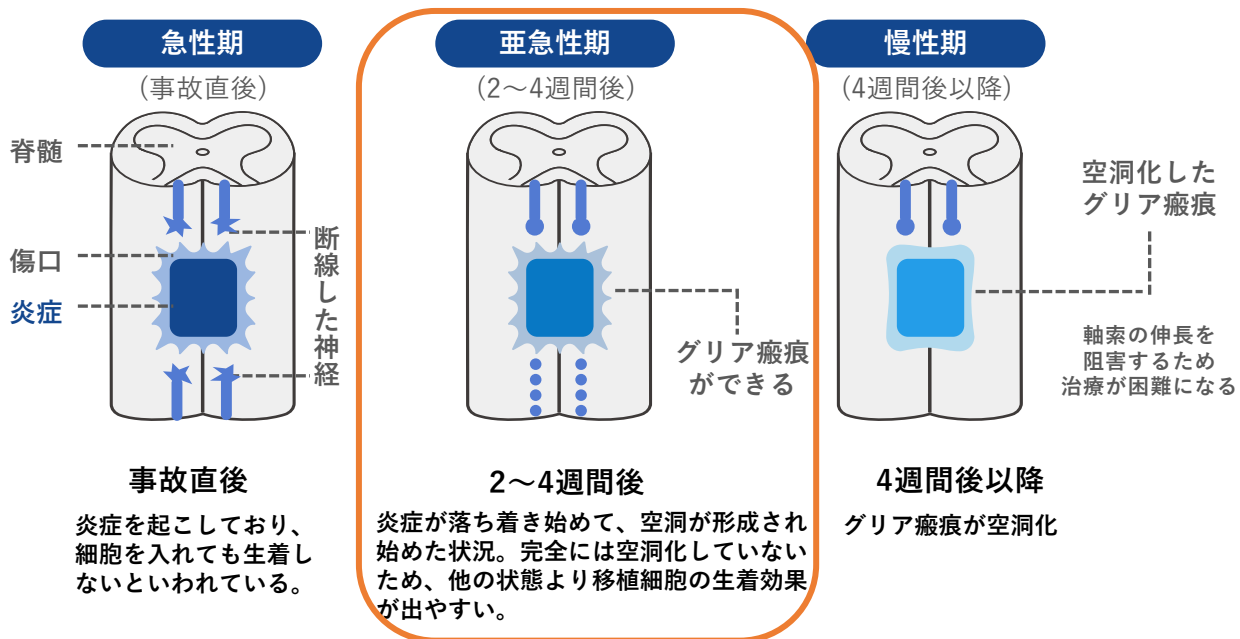 急性期
(事故直後)
脊髄
傷口
炎症
断線した神経
事故直後
炎症を起こしており、
細胞を入れても生着し
ないといわれている。
亜急性期
(2〜4週間後)
グリア瘢痕
ができる
2〜4週間後
炎症が落ち着き始めて、空洞が形成され
始めた状況。完全には空洞化していない
ため、他の状態より移植細胞の生着効果
が出やすい。
慢性期
(4週間後以降)
空洞化した
グリア瘢痕
軸索の伸長を
阻害するため
治療が困難になる
4週間後以降
グリア瘢痕が空洞化